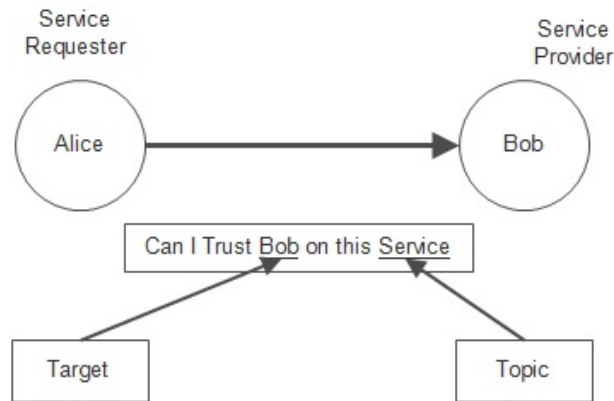 Service
Requester
Service
Provider
Alice
Bob
Can I Trust Bob on this Service
Target
Topic